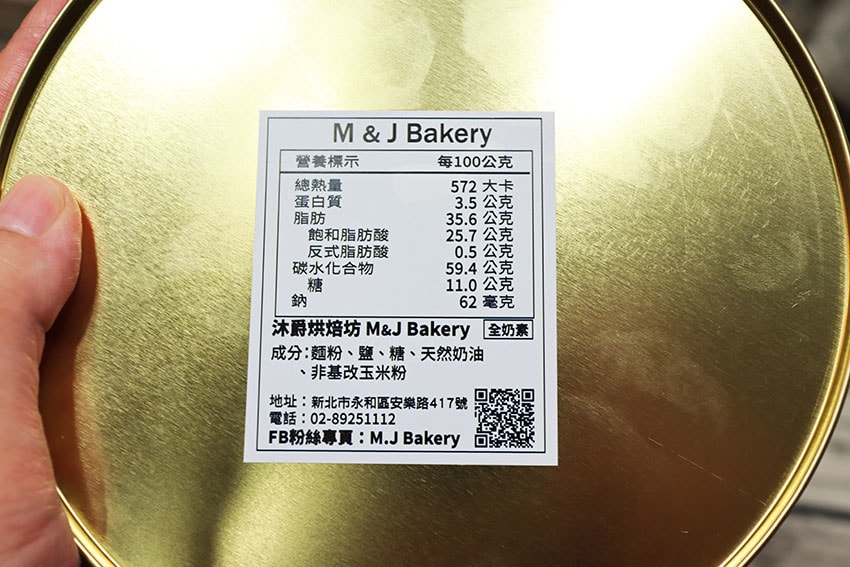 M & J Bakery
營養標示 每100公克
總熱量 572 大卡
蛋白質 3.5 公克
脂肪 35.6 公克
飽和脂肪酸 25.7 公克
反式脂肪酸 0.5 公克
碳水化合物 59.4 公克
糖 11.0 公克
鈉 62 毫克
沐爵烘焙坊 M&J Bakery 全奶素
成分:麵粉、鹽、糖、天然奶油
、非基改玉米粉
地址:新北市永和區安樂路417號
電話:02-89251112
FB粉絲專頁:M.J Bakery